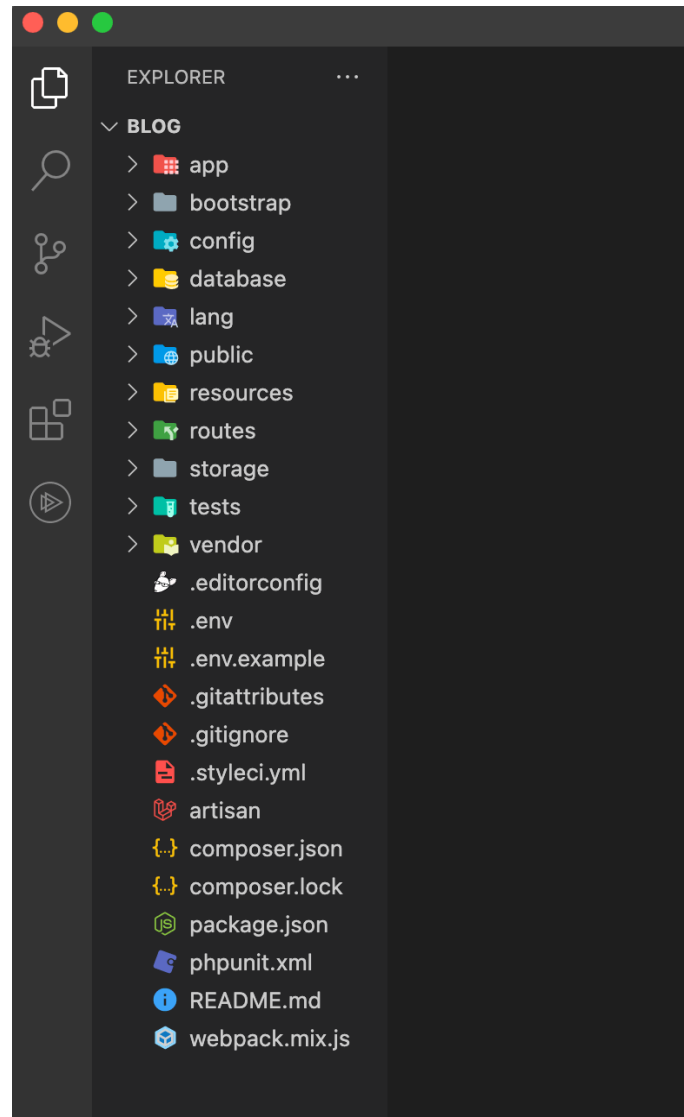 EXPLORER ...
BLOG
app
bootstrap
config
database
lang
public
resources
routes
storage
tests
vendor
.editorconfig
.env
.env.example
.gitattributes
.gitignore
.styleci.yml
artisan
composer.json
composer.lock
package.json
phpunit.xml
README.md
webpack.mix.js